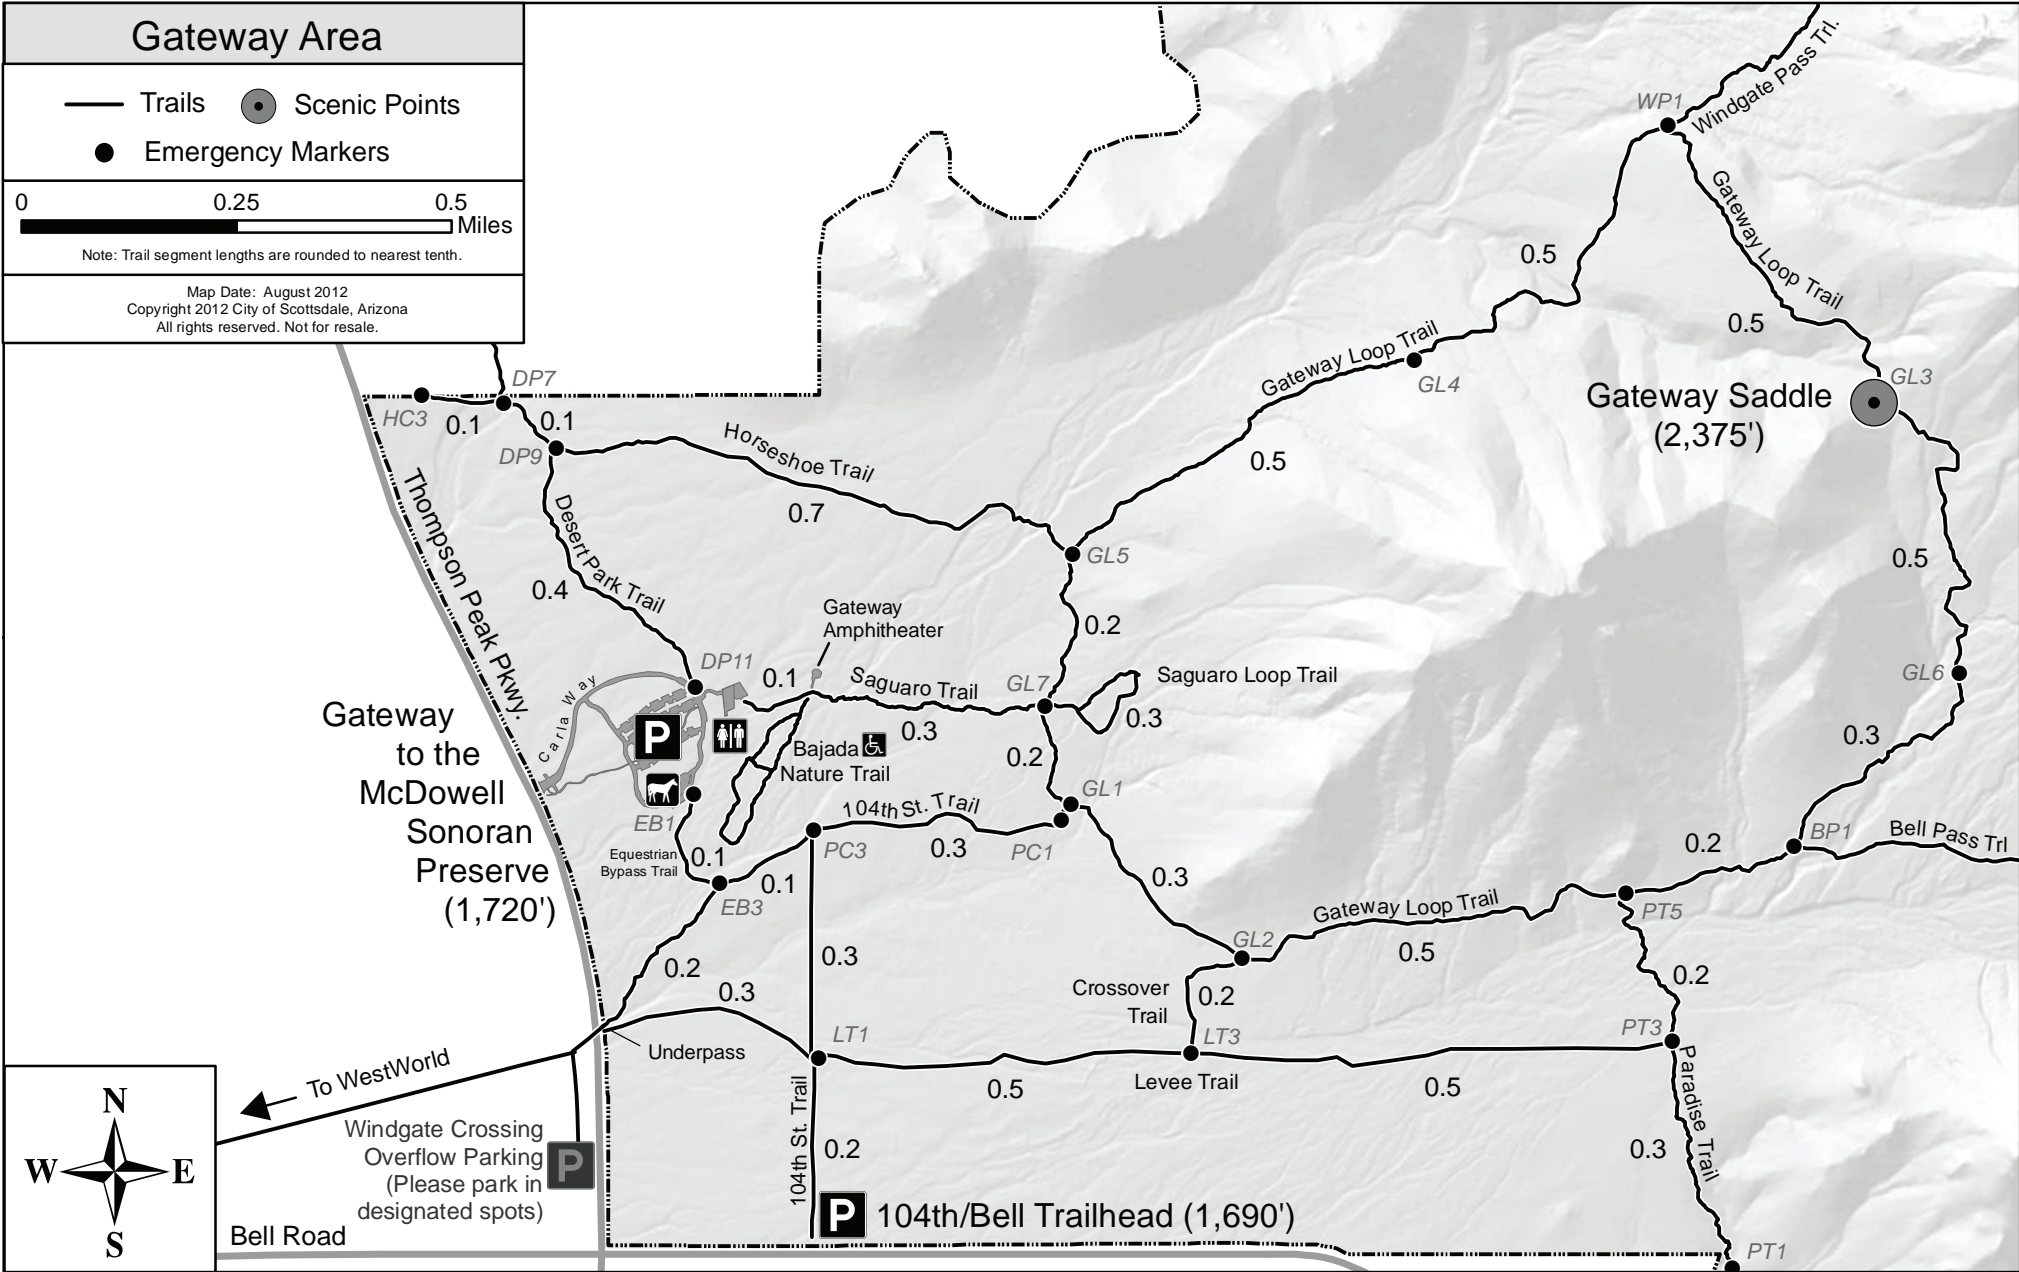 Gateway Area
Trails
Scenic Points
Emergency Markers
0 0.25 0.5
Miles
Note: Trail segment lengths are rounded to nearest tenth.
Map Date: August 2012
Copyright 2012 City of Scottsdale, Arizona
All rights reserved. Not for resale.
WP1
Windgate Pass Trl.
Gateway Loop Trail
0.5
0.5
Gateway Loop Trail
GL4
GL3
Gateway Saddle
(2,375')
DP7
HC3
0.1
0.1
DP9
Horseshoe Trail
0.7
0.5
Thompson Peak Pkwy.
Desert Park Trail
0.4
GL5
0.5
0.2
Gateway
Amphitheater
DP11
0.1
Saguaro Trail
0.3
GL7
Saguaro Loop Trail
0.3
GL6
Carla Way
P
Gateway
to the
McDowell
Sonoran
Preserve
(1,720')
Bajada
Nature Trail
0.2
0.3
GL1
EB1
104th St. Trail
0.3
PC3
PC1
Equestrian
Bypass Trail
0.1
0.1
EB3
0.3
0.2
BP1
Bell Pass Trl
Gateway Loop Trail
PT5
GL2
0.5
0.2
0.3
0.3
Crossover
Trail
0.2
0.2
LT1
LT3
PT3
Underpass
To WestWorld
Levee Trail
0.5
0.5
104th St. Trail
0.2
Paradise Trail
0.3
N
W E
S
Windgate Crossing
Overflow Parking
(Please park in
designated spots)
P
P
104th/Bell Trailhead (1,690')
Bell Road
PT1